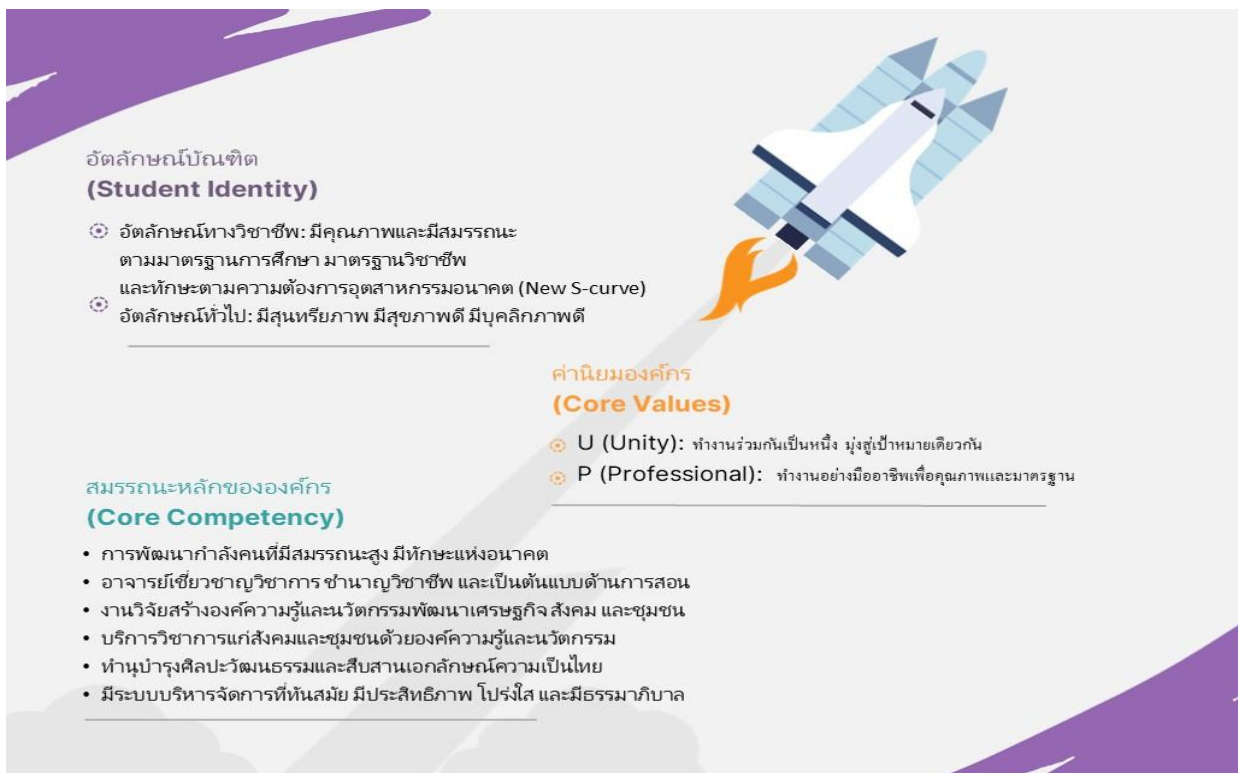 อัตลักษณ์บัณฑิต
(Student Identity)
อัตลักษณ์ทางวิชาชีพ: มีคุณภาพและมีสมรรถนะ
ตามมาตรฐานการศึกษา มาตรฐานวิชาชีพ
และทักษะตามความต้องการอุตสาหกรรมอนาคต (New S-curve)
อัตลักษณ์ทั่วไป: มีสุนทรียภาพ มีสุขภาพดี มีบุคลิกภาพดี
ค่านิยมองค์กร
(Core Values)
U (Unity): ทำงานร่วมกันเป็นหนึ่ง มุ่งสู่เป้าหมายเดียวกัน
P (Professional): ทำงานอย่างมืออาชีพเพื่อคุณภาพและมาตรฐาน
สมรรถนะหลักขององค์กร
(Core Competency)
• การพัฒนากำลังคนที่มีสมรรถนะสูง มีทักษะแห่งอนาคต
• อาจารย์เชี่ยวชาญวิชาการ ชำนาญวิชาชีพ และเป็นต้นแบบด้านการสอน
• งานวิจัยสร้างองค์ความรู้และนวัตกรรมพัฒนาเศรษฐกิจ สังคม และชุมชน
• บริการวิชาการแก่สังคมและชุมชนด้วยองค์ความรู้และนวัตกรรม
• ทำนุบำรุงศิลปะวัฒนธรรมและสืบสานเอกลักษณ์ความเป็นไทย
• มีระบบบริหารจัดการที่ทันสมัย มีประสิทธิภาพ โปร่งใส และมีธรรมาภิบาล